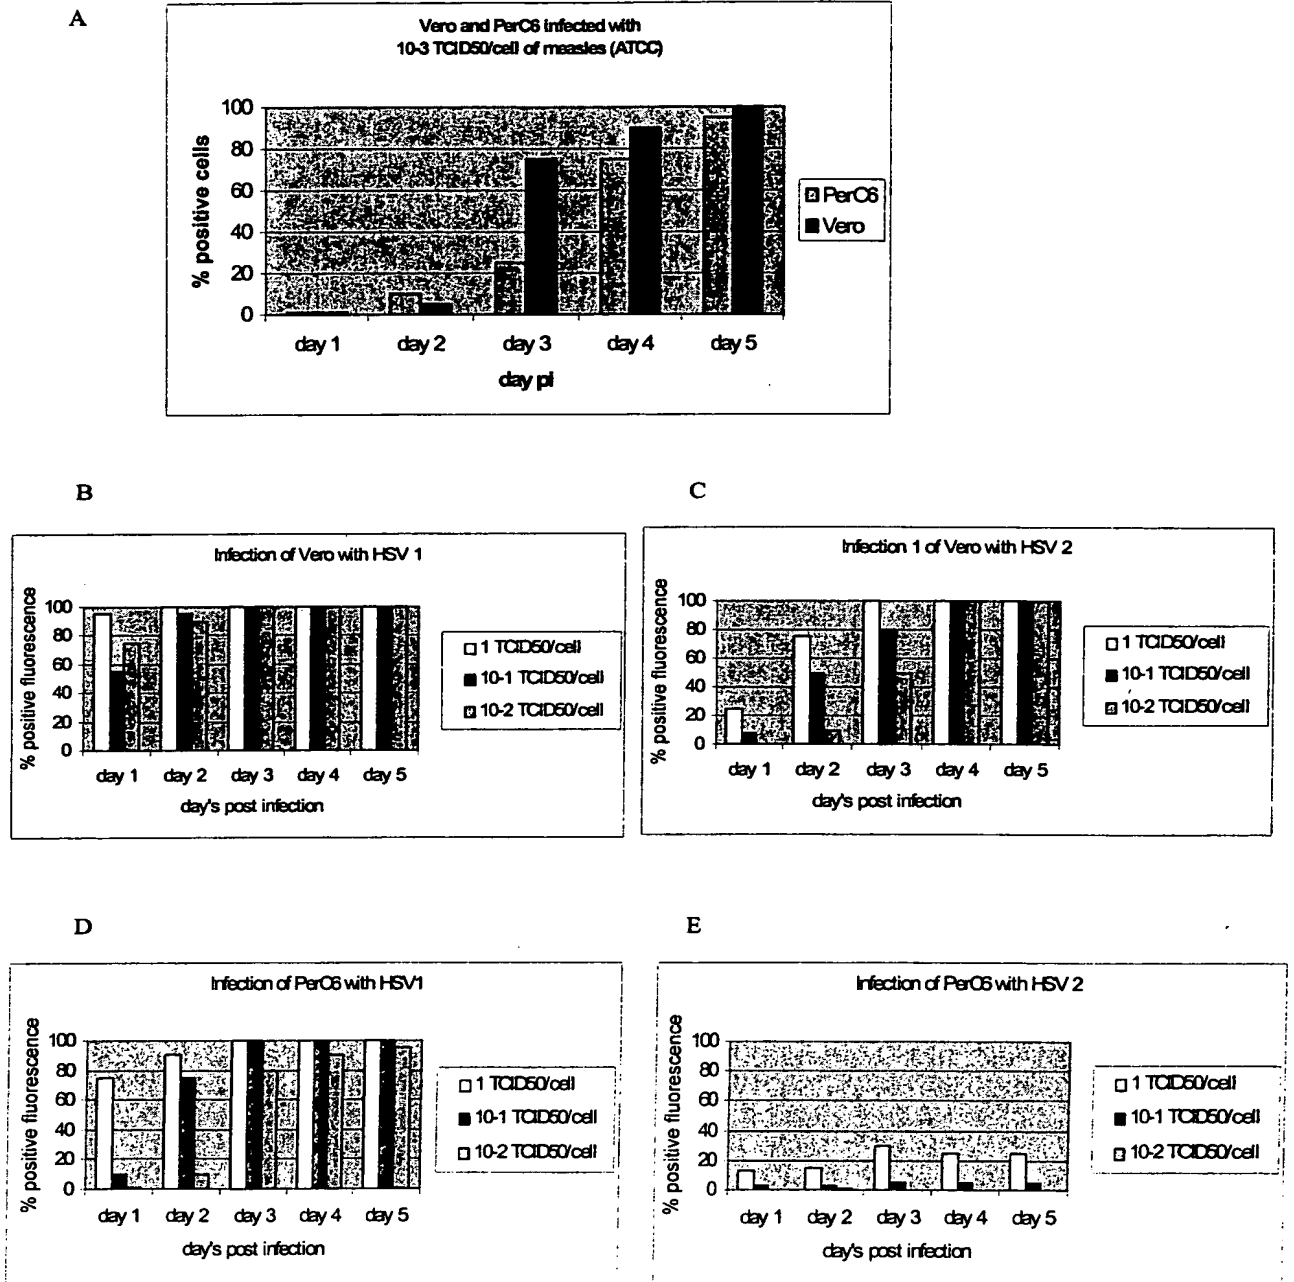 A
Vero and PerC6 infected with
10-3 TCID50/cell of measles (ATCC)
% positive cells
100
80
60
40
20
0
day 1 day 2 day 3 day 4 day 5
day pi
PerC6
Vero
B
Infection of Vero with HSV 1
% positive fluorescence
100
80
60
40
20
0
day 1 day 2 day 3 day 4 day 5
day's post infection
1 TCID50/cell
10-1 TCID50/cell
10-2 TCID50/cell
C
Infection 1 of Vero with HSV 2
% positive fluorescence
100
80
60
40
20
0
day 1 day 2 day 3 day 4 day 5
day's post infection
1 TCID50/cell
10-1 TCID50/cell
10-2 TCID50/cell
D
Infection of PerC6 with HSV1
% positive fluorescence
100
80
60
40
20
0
day 1 day 2 day 3 day 4 day 5
day's post infection
1 TCID50/cell
10-1 TCID50/cell
10-2 TCID50/cell
E
Infection of PerC6 with HSV 2
% positive fluorescence
100
80
60
40
20
0
day 1 day 2 day 3 day 4 day 5
day's post infection
1 TCID50/cell
10-1 TCID50/cell
10-2 TCID50/cell